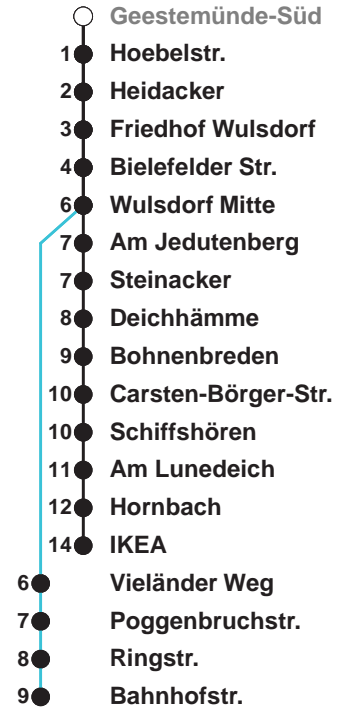 Geestemünde-Süd
1 Hoebelstr.
2 Heidacker
3 Friedhof Wulsdorf
4 Bielefelder Str.
6 Wulsdorf Mitte
7 Am Jedutenberg
7 Steinacker
8 Deichhämme
9 Bohnenbreden
10 Carsten-Börger-Str.
10 Schiffshören
11 Am Lunedeich
12 Hornbach
14 IKEA
6 Vieländer Weg
7 Poggenbruchstr.
8 Ringstr.
9 Bahnhofstr.